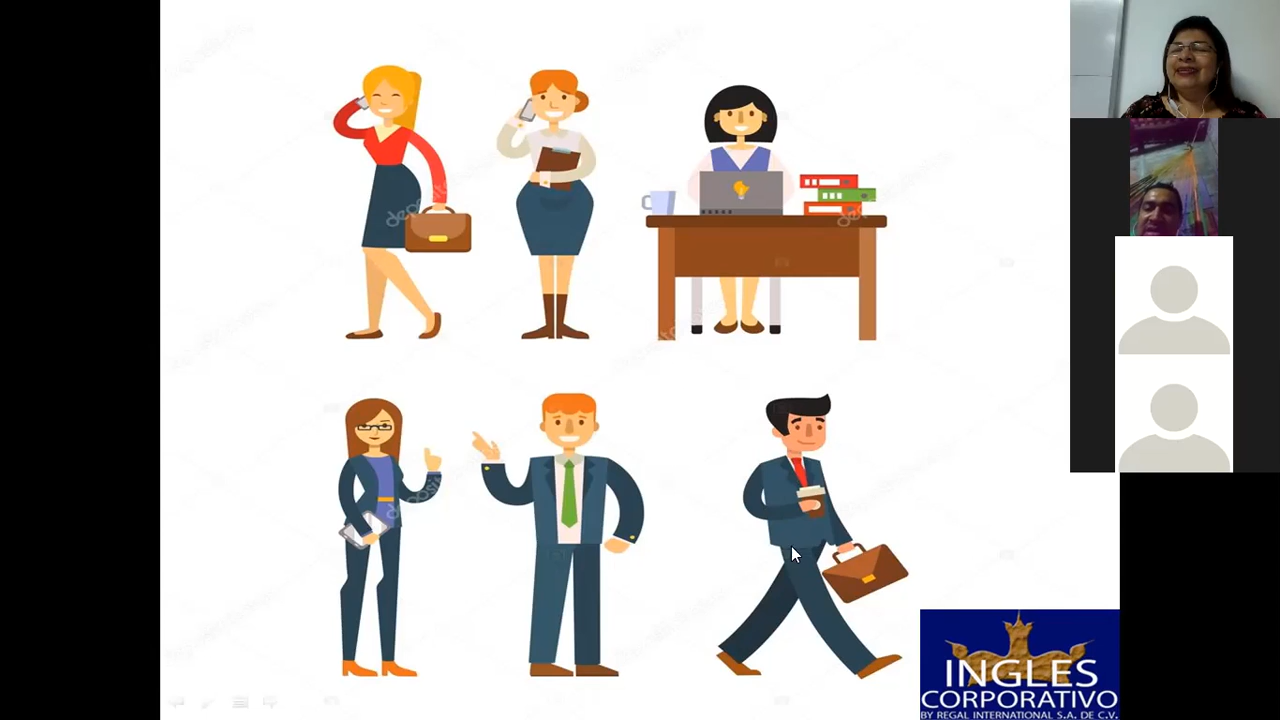 INGLES
CORPORATIVO
BY REGAL INTERNATIONAL S.A. DE C.V.